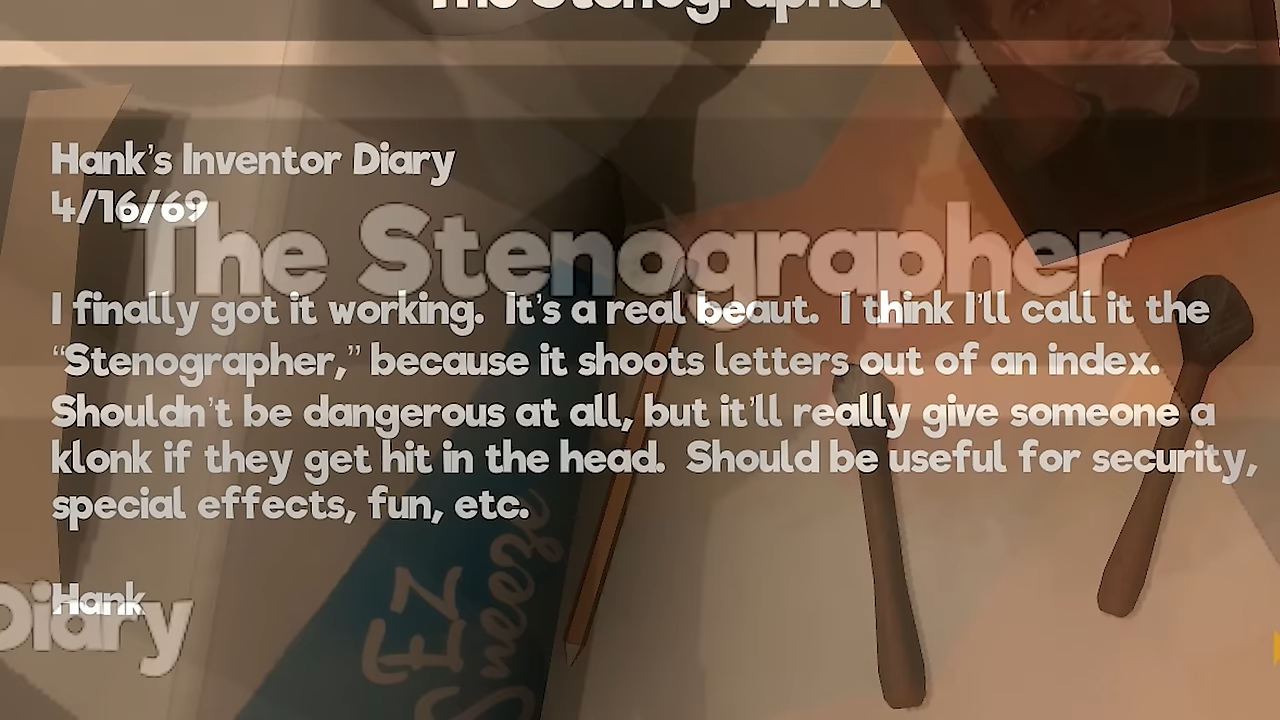 The Stenographer
Hank's Inventor Diary
4/16/69
The Stenographer
I finally got it working.  It's a real beaut.  I think I'll call it the
“Stenographer,” because it shoots letters out of an index.
Shouldn't be dangerous at all, but it'll really give someone a
klonk if they get hit in the head.  Should be useful for security,
special effects, fun, etc.
Hank
Diary
EZ